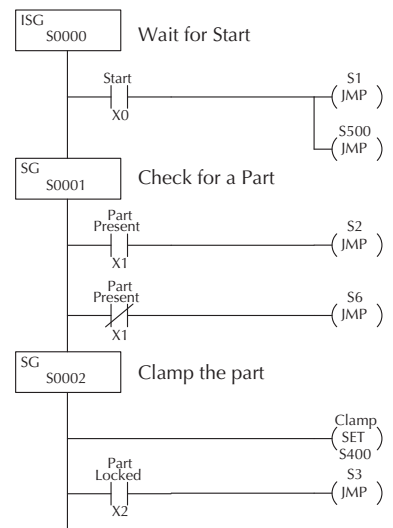 ISG
S0000
Wait for Start
Start
X0
S1
JMP
S500
JMP
SG
S0001
Check for a Part
Part
Present
X1
S2
JMP
Part
Present
X1
S6
JMP
SG
S0002
Clamp the part
Clamp
SET
S400
Part
Locked
X2
S3
JMP